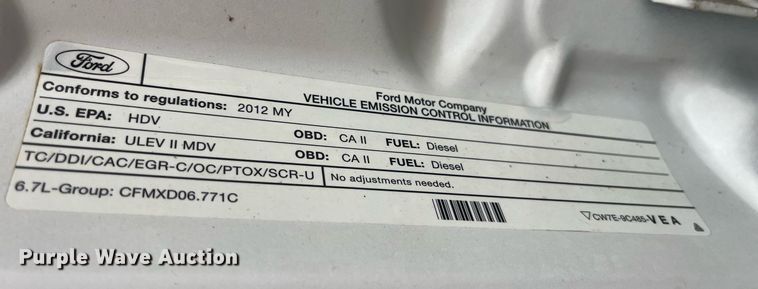 Ford
Ford Motor Company
VEHICLE EMISSION CONTROL INFORMATION
Conforms to regulations: 2012 MY
U.S. EPA: HDV OBD: CA II FUEL: Diesel
California: ULEV II MDV OBD: CA II FUEL: Diesel
TC/DDI/CAC/EGR-C/OC/PTOX/SCR-U No adjustments needed.
6.7L-Group: CFMXD06.771C
CW7E-9C485-VEA
Purple Wave Auction